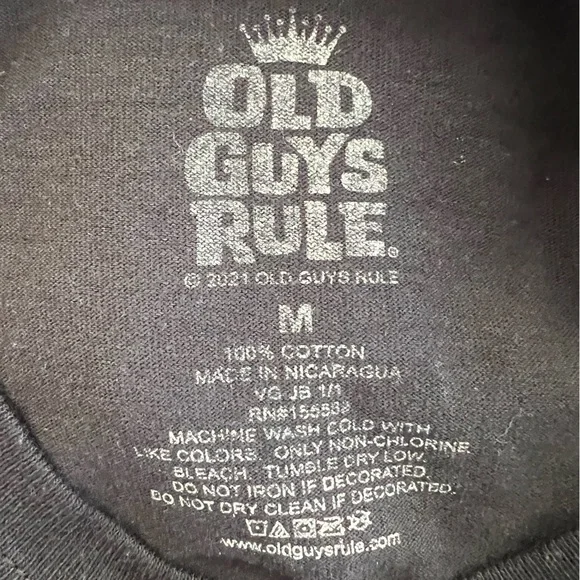 OLD
GUYS
RULE®
© 2021 OLD GUYS RULE
M
100% COTTON
MADE IN NICARAGUA
VG JB 1/1
MACHINE WASH COLD WITH
LIKE COLORS. ONLY NON-CHLORINE
BLEACH. TUMBLE DRY LOW.
DO NOT IRON IF DECORATED.
DO NOT DRY CLEAN IF DECORATED.
www.oldguysrule.com